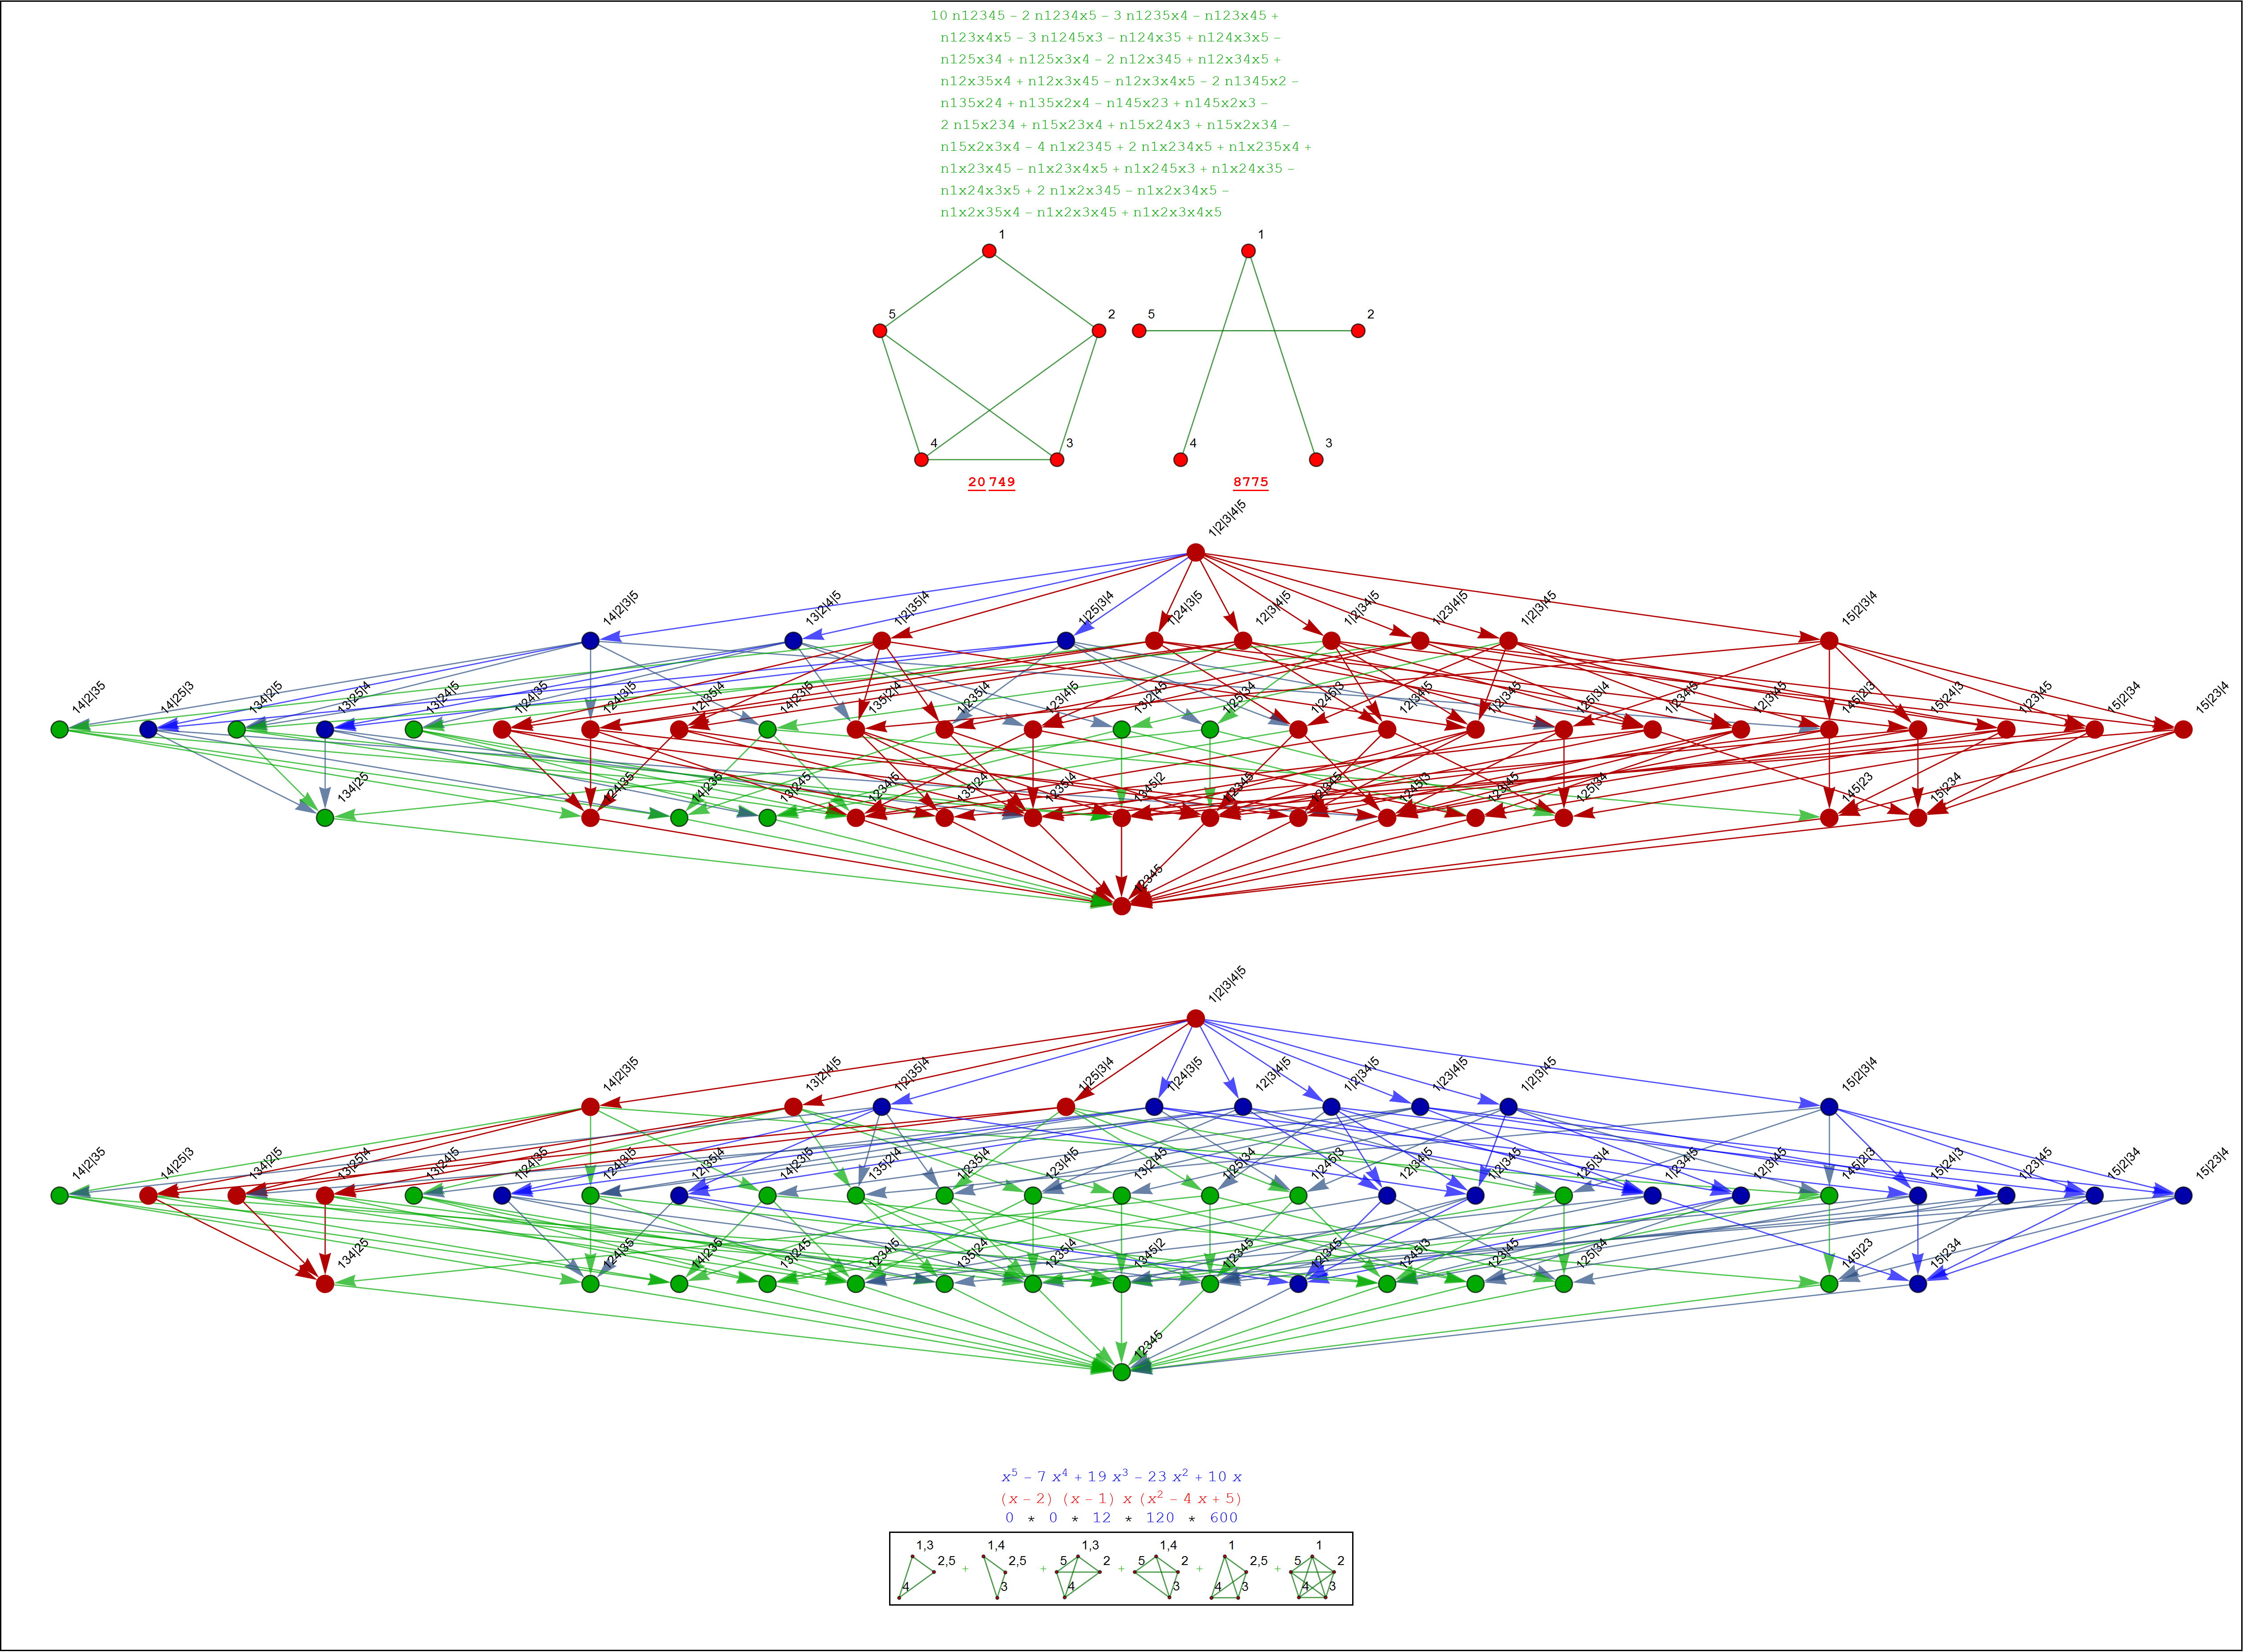 10 n12345 − 2 n1234x5 − 3 n1235x4 − n123x45 +
n123x4x5 − 3 n1245x3 − n124x35 + n124x3x5 −
n125x34 + n125x3x4 − 2 n12x345 + n12x34x5 +
n12x35x4 + n12x3x45 − n12x3x4x5 − 2 n1345x2 −
n135x24 + n135x2x4 − n145x23 + n145x2x3 −
2 n15x234 + n15x23x4 + n15x24x3 + n15x2x34 −
n15x2x3x4 − 4 n1x2345 + 2 n1x234x5 + n1x235x4 +
n1x23x45 − n1x23x4x5 + n1x245x3 + n1x24x35 −
n1x24x3x5 + 2 n1x2x345 − n1x2x34x5 −
n1x2x35x4 − n1x2x3x45 + n1x2x3x4x5
1 1
5 2 5 2
4 3 4 3
20 749 8775
1|2|3|4|5
14|2|3|5 13|2|4|5 1|2|35|4 1|25|3|4 1|24|3|5 12|3|4|5 1|2|34|5 1|23|4|5 1|2|3|45 15|2|3|4
14|2|35 14|25|3 134|2|5 13|25|4 13|24|5 1|24|35 124|3|5 12|35|4 14|23|5 135|2|4 1|235|4 123|4|5 13|2|45 1|25|34 1|245|3 12|34|5 1|2|345 125|3|4 1|234|5 12|3|45 145|2|3 15|24|3 1|23|45 15|2|34 15|23|4
134|25 124|35 14|235 13|245 1234|5 135|24 1235|4 1345|2 1|2345 12|345 1245|3 123|45 125|34 145|23 15|234
12345
1|2|3|4|5
14|2|3|5 13|2|4|5 1|2|35|4 1|25|3|4 1|24|3|5 12|3|4|5 1|2|34|5 1|23|4|5 1|2|3|45 15|2|3|4
14|2|35 14|25|3 134|2|5 13|25|4 13|24|5 1|24|35 124|3|5 12|35|4 14|23|5 135|2|4 1|235|4 123|4|5 13|2|45 1|25|34 1|245|3 12|34|5 1|2|345 125|3|4 1|234|5 12|3|45 145|2|3 15|24|3 1|23|45 15|2|34 15|23|4
134|25 124|35 14|235 13|245 1234|5 135|24 1235|4 1345|2 1|2345 12|345 1245|3 123|45 125|34 145|23 15|234
12345
x⁵ − 7 x⁴ + 19 x³ − 23 x² + 10 x
(x − 2) (x − 1) x (x² − 4 x + 5)
0 * 0 * 12 * 120 * 600
1,3 1,4 1,3 1,4 1 1
2,5 + 2,5 + 5 2 + 5 2 + 2,5 + 5 2
4 3 4 3 4 3 4 3